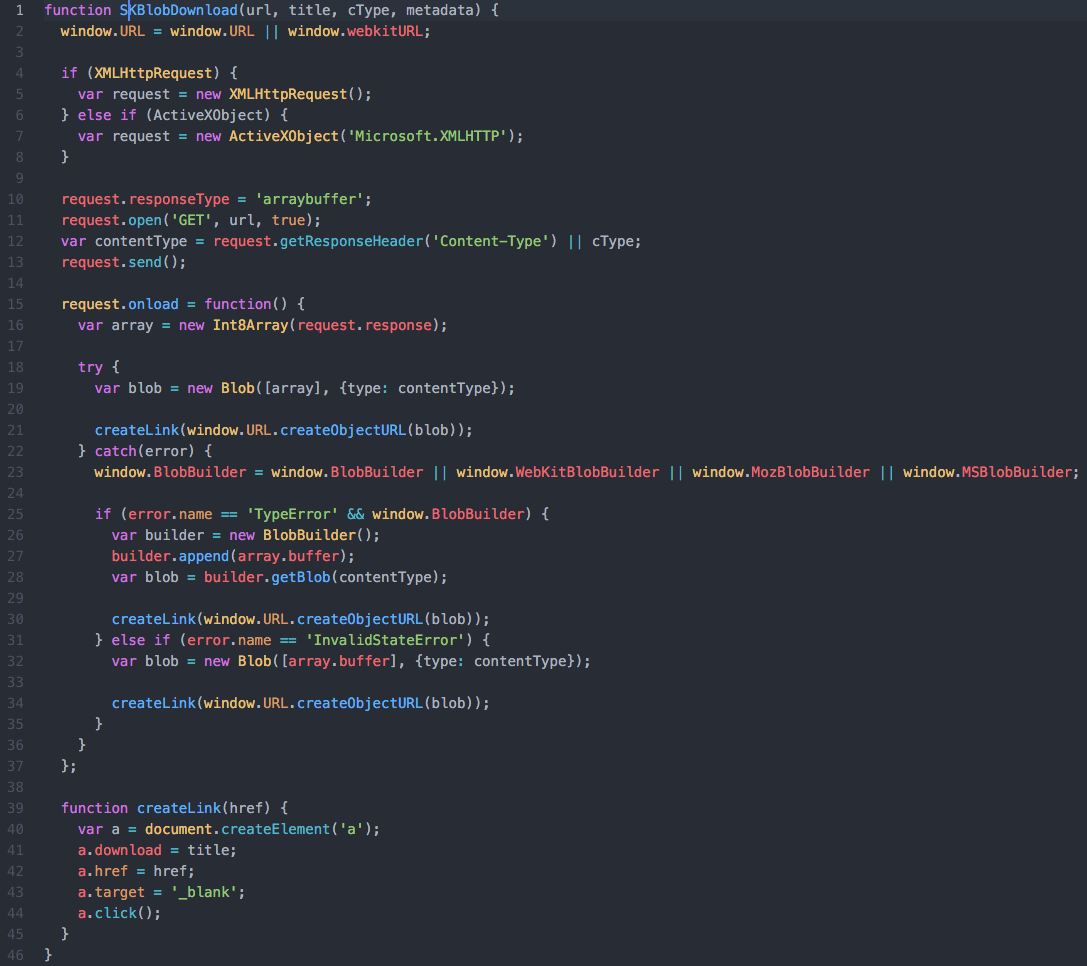 1 function SKBlobDownload(url, title, cType, metadata) {
2   window.URL = window.URL || window.webkitURL;
3
4   if (XMLHttpRequest) {
5     var request = new XMLHttpRequest();
6   } else if (ActiveXObject) {
7     var request = new ActiveXObject('Microsoft.XMLHTTP');
8   }
9
10   request.responseType = 'arraybuffer';
11   request.open('GET', url, true);
12   var contentType = request.getResponseHeader('Content-Type') || cType;
13   request.send();
14
15   request.onload = function() {
16     var array = new Int8Array(request.response);
17
18     try {
19       var blob = new Blob([array], {type: contentType});
20
21       createLink(window.URL.createObjectURL(blob));
22     } catch(error) {
23       window.BlobBuilder = window.BlobBuilder || window.WebKitBlobBuilder || window.MozBlobBuilder || window.MSBlobBuilder;
24
25       if (error.name == 'TypeError' && window.BlobBuilder) {
26         var builder = new BlobBuilder();
27         builder.append(array.buffer);
28         var blob = builder.getBlob(contentType);
29
30         createLink(window.URL.createObjectURL(blob));
31       } else if (error.name == 'InvalidStateError') {
32         var blob = new Blob([array.buffer], {type: contentType});
33
34         createLink(window.URL.createObjectURL(blob));
35       }
36     }
37   };
38
39   function createLink(href) {
40     var a = document.createElement('a');
41     a.download = title;
42     a.href = href;
43     a.target = '_blank';
44     a.click();
45   }
46 }